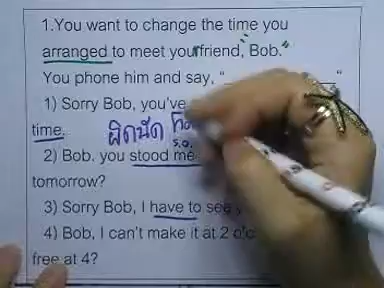 1.You want to change the time you
arranged to meet your friend, Bob.
You phone him and say, "________"
1) Sorry Bob, you've
time. ผิดนัด
s.o.
2) Bob. you stood me
tomorrow?
3) Sorry Bob, I have to see
4) Bob, I can't make it at 2 o'c
free at 4?